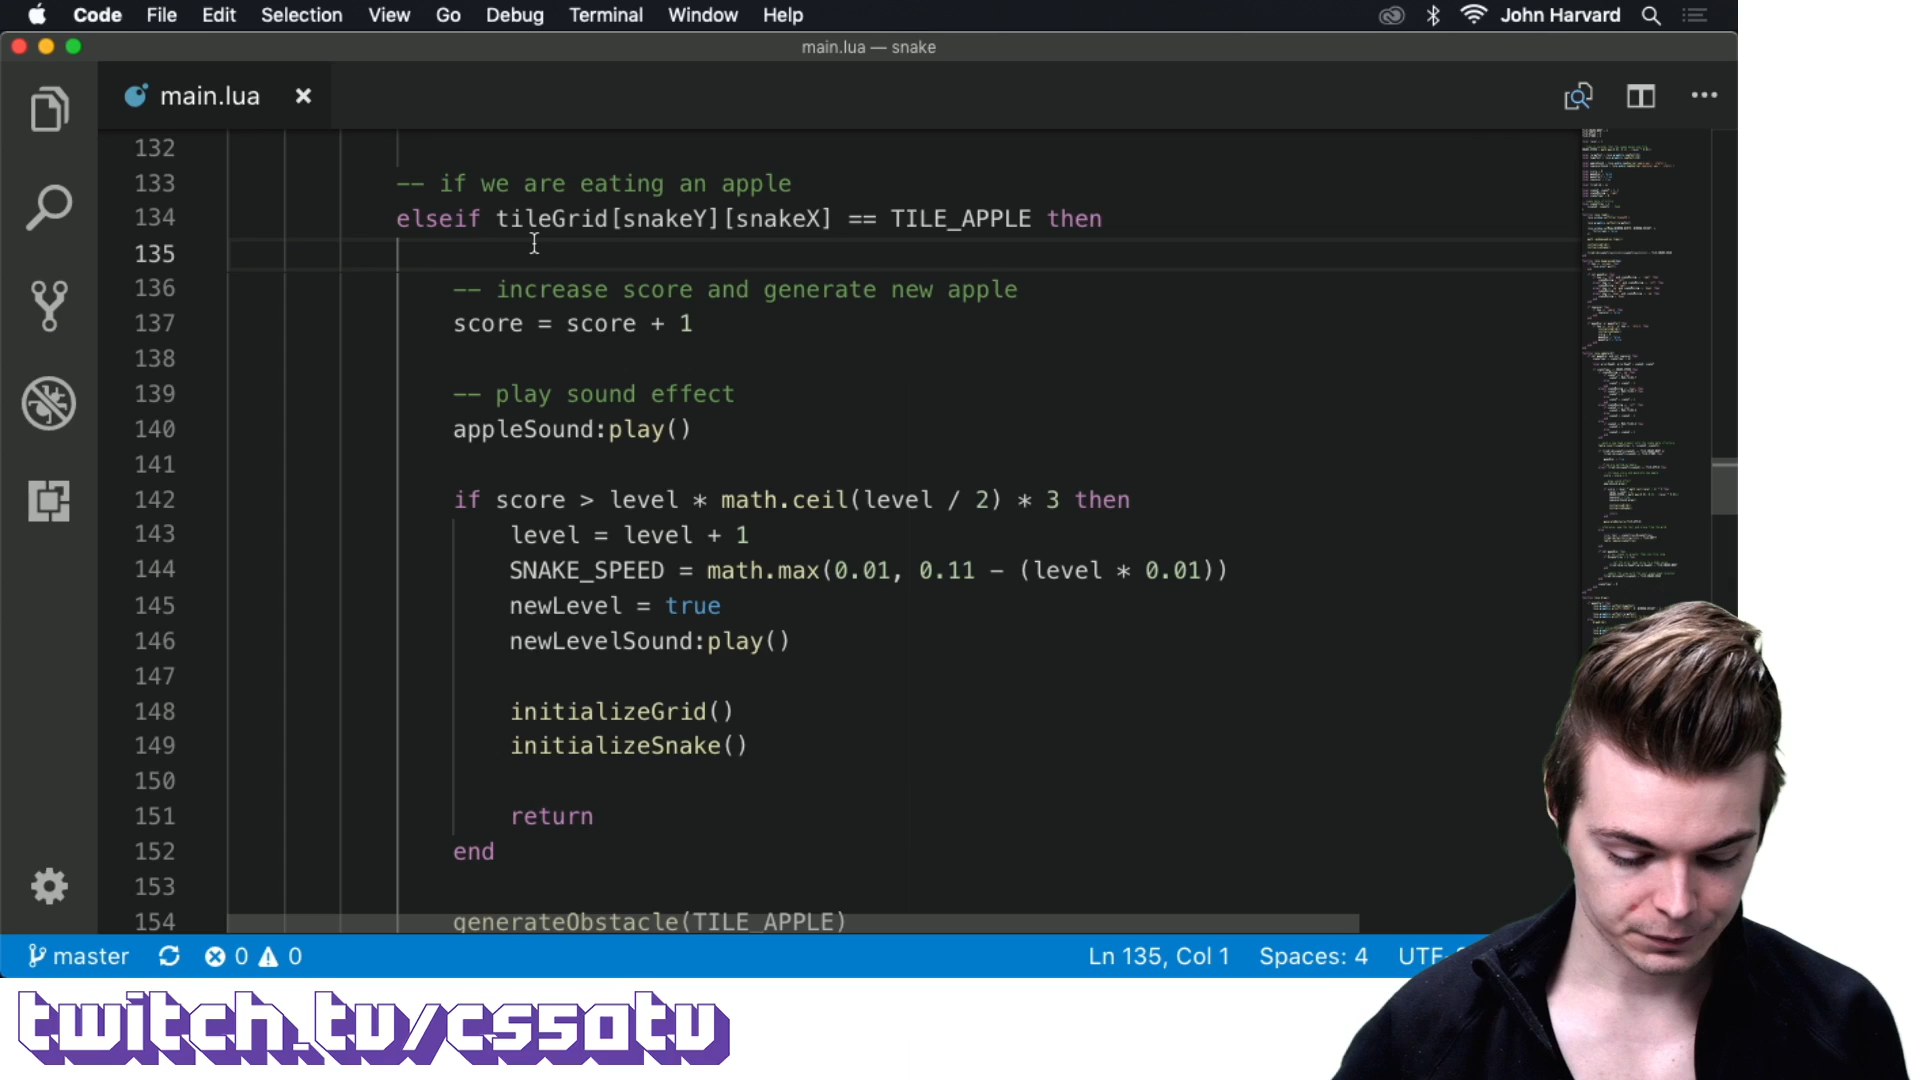 Code File Edit Selection View Go Debug Terminal Window Help John Harvard
main.lua — snake
main.lua
132
133 -- if we are eating an apple
134 elseif tileGrid[snakeY][snakeX] == TILE_APPLE then
135
136 -- increase score and generate new apple
137 score = score + 1
138
139 -- play sound effect
140 appleSound:play()
141
142 if score > level * math.ceil(level / 2) * 3 then
143 level = level + 1
144 SNAKE_SPEED = math.max(0.01, 0.11 - (level * 0.01))
145 newLevel = true
146 newLevelSound:play()
147
148 initializeGrid()
149 initializeSnake()
150
151 return
152 end
153
154 generateObstacle(TILE_APPLE)
master 0 0 Ln 135, Col 1 Spaces: 4 UTF-
twitch.tv/cs50tv